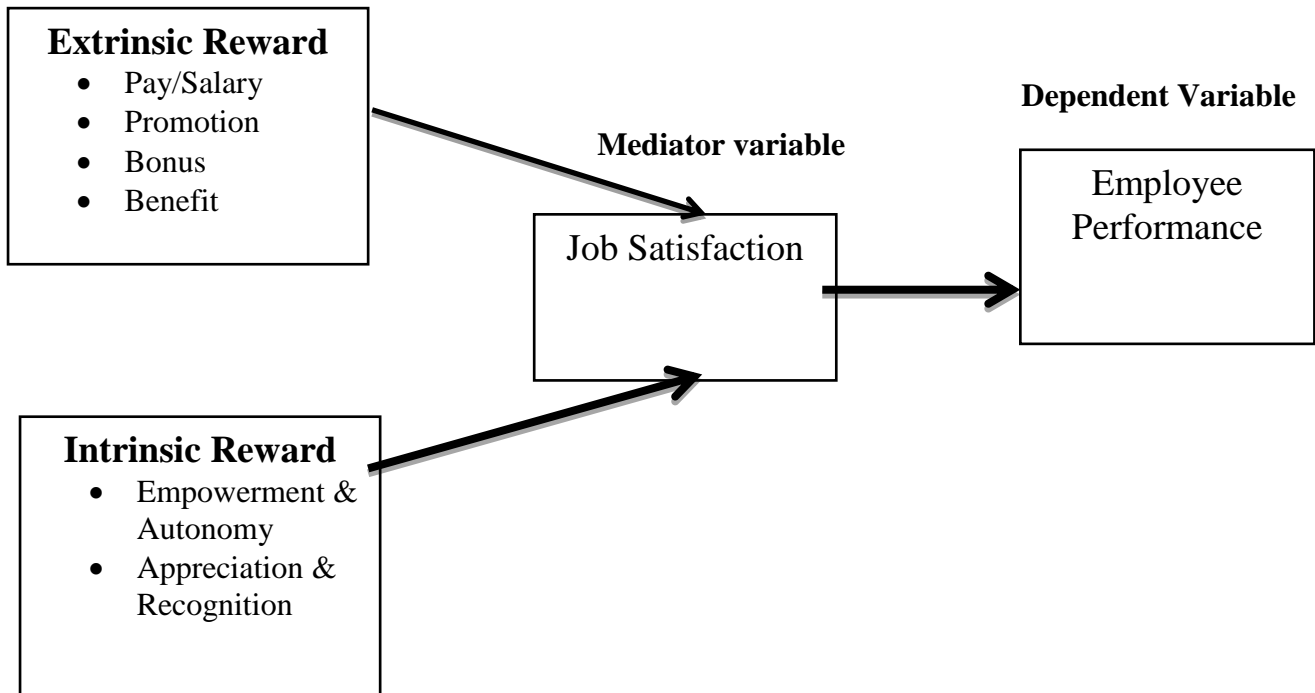 Extrinsic Reward
• Pay/Salary
• Promotion
• Bonus
• Benefit
Dependent Variable
Mediator variable
Employee
Performance
Job Satisfaction
Intrinsic Reward
• Empowerment &
Autonomy
• Appreciation &
Recognition